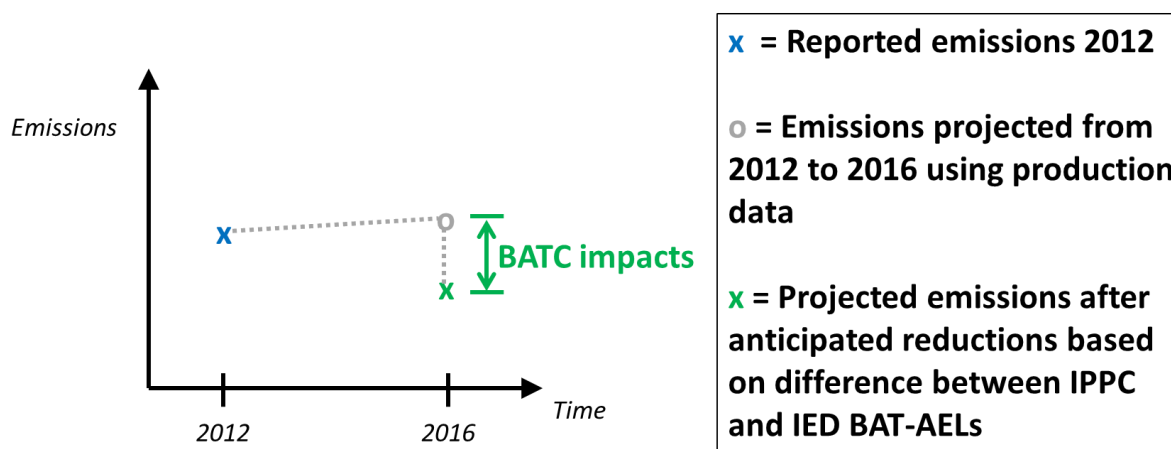 Emissions
x
x
o
BATC impacts
x
2012
2016
Time
x = Reported emissions 2012
o = Emissions projected from
2012 to 2016 using production
data
x = Projected emissions after
anticipated reductions based
on difference between IPPC
and IED BAT-AELs